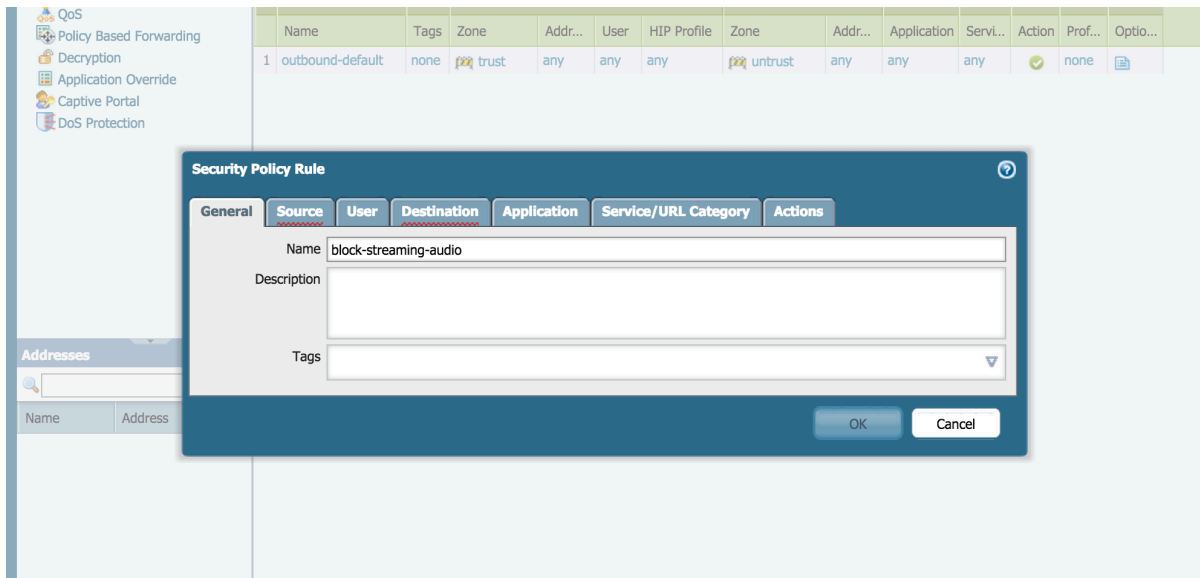 QoS
Policy Based Forwarding
Decryption
Application Override
Captive Portal
DoS Protection
Name Tags Zone Addr... User HIP Profile Zone Addr... Application Servi... Action Prof... Optio...
1 outbound-default none trust any any any untrust any any any none
Security Policy Rule
General Source User Destination Application Service/URL Category Actions
Name block-streaming-audio
Description
Tags
OK Cancel
Addresses
Name Address